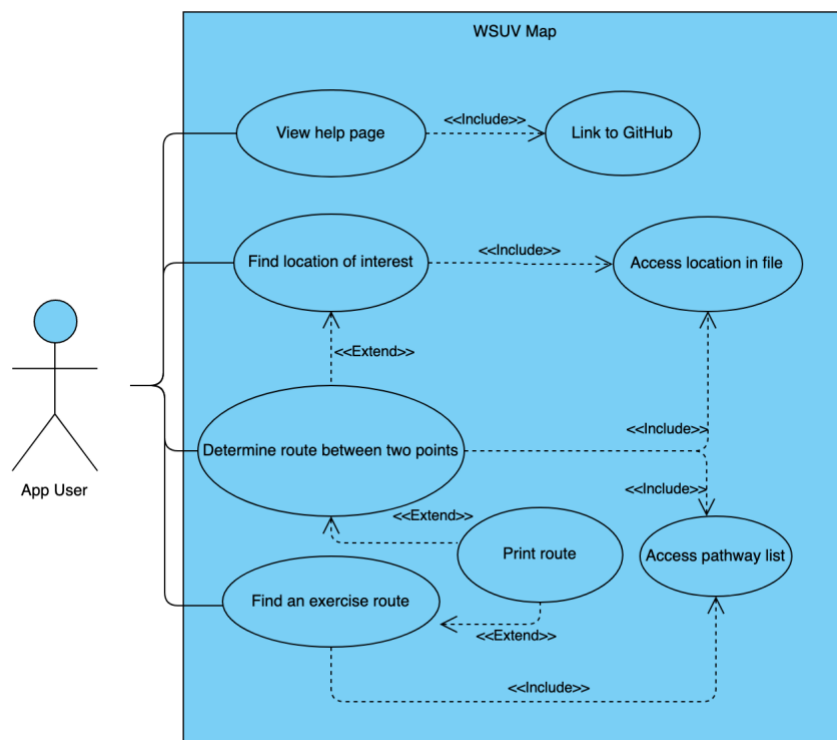 WSUV Map
View help page
<<Include>>
Link to GitHub
Find location of interest
<<Include>>
Access location in file
<<Extend>>
App User
Determine route between two points
<<Include>>
<<Include>>
<<Extend>>
Print route
Access pathway list
Find an exercise route
<<Extend>>
<<Include>>